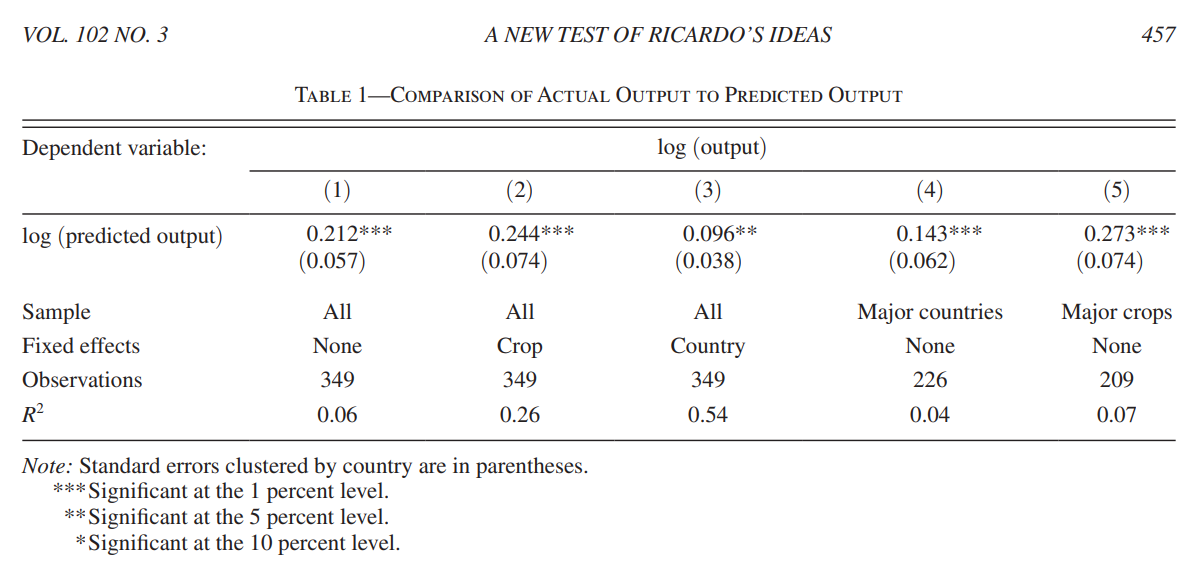 VOL. 102 NO. 3 A NEW TEST OF RICARDO'S IDEAS 457
TABLE 1—COMPARISON OF ACTUAL OUTPUT TO PREDICTED OUTPUT
Dependent variable: log (output)
(1) (2) (3) (4) (5)
log (predicted output) 0.212*** 0.244*** 0.096** 0.143*** 0.273***
(0.057) (0.074) (0.038) (0.062) (0.074)
Sample All All All Major countries Major crops
Fixed effects None Crop Country None None
Observations 349 349 349 226 209
R² 0.06 0.26 0.54 0.04 0.07
Note: Standard errors clustered by country are in parentheses.
***Significant at the 1 percent level.
**Significant at the 5 percent level.
*Significant at the 10 percent level.